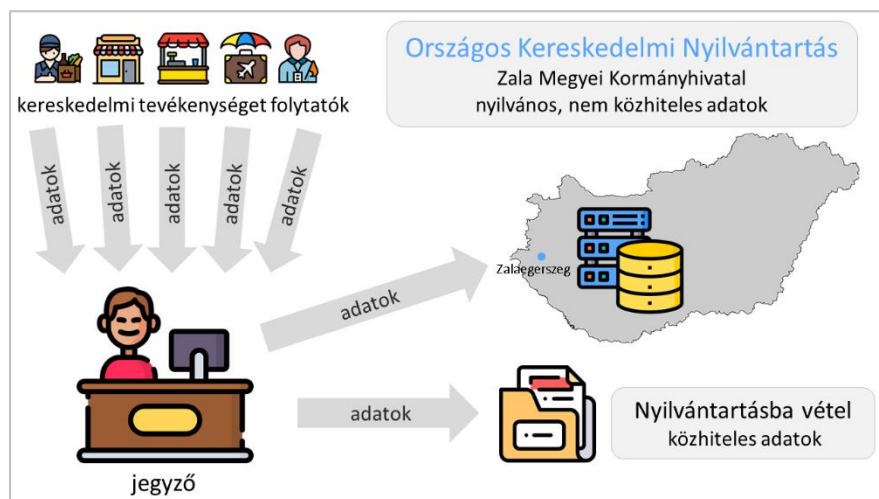 Országos Kereskedelmi Nyilvántartás
Zala Megyei Kormányhivatal
nyilvános, nem közhiteles adatok
kereskedelmi tevékenységet folytatók
adatok
adatok
adatok
adatok
adatok
Zalaegerszeg
adatok
adatok
Nyilvántartásba vétel
közhiteles adatok
jegyző